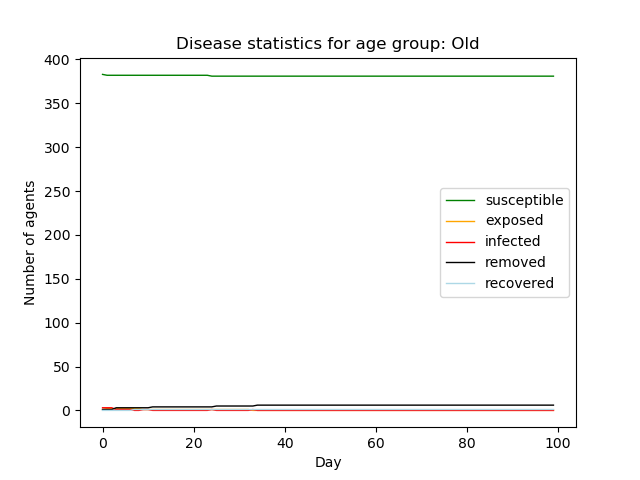 Disease statistics for age group: Old
400
350
300
250
200
150
100
50
0
Number of agents
susceptible
exposed
infected
removed
recovered
0 20 40 60 80 100
Day